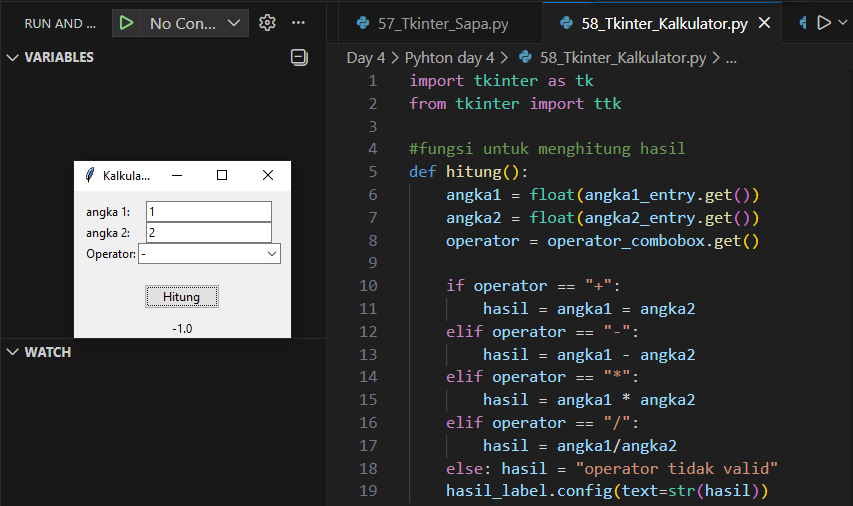 RUN AND ... No Con...
VARIABLES
Kalkula...
angka 1: 1
angka 2: 2
Operator: -
Hitung
-1.0
WATCH
57_Tkinter_Sapa.py 58_Tkinter_Kalkulator.py
Day 4 > Pyhton day 4 > 58_Tkinter_Kalkulator.py > ...
1 import tkinter as tk
2 from tkinter import ttk
3
4 #fungsi untuk menghitung hasil
5 def hitung():
6 angka1 = float(angka1_entry.get())
7 angka2 = float(angka2_entry.get())
8 operator = operator_combobox.get()
9
10 if operator == "+":
11 hasil = angka1 = angka2
12 elif operator == "-":
13 hasil = angka1 - angka2
14 elif operator == "*":
15 hasil = angka1 * angka2
16 elif operator == "/":
17 hasil = angka1/angka2
18 else: hasil = "operator tidak valid"
19 hasil_label.config(text=str(hasil))